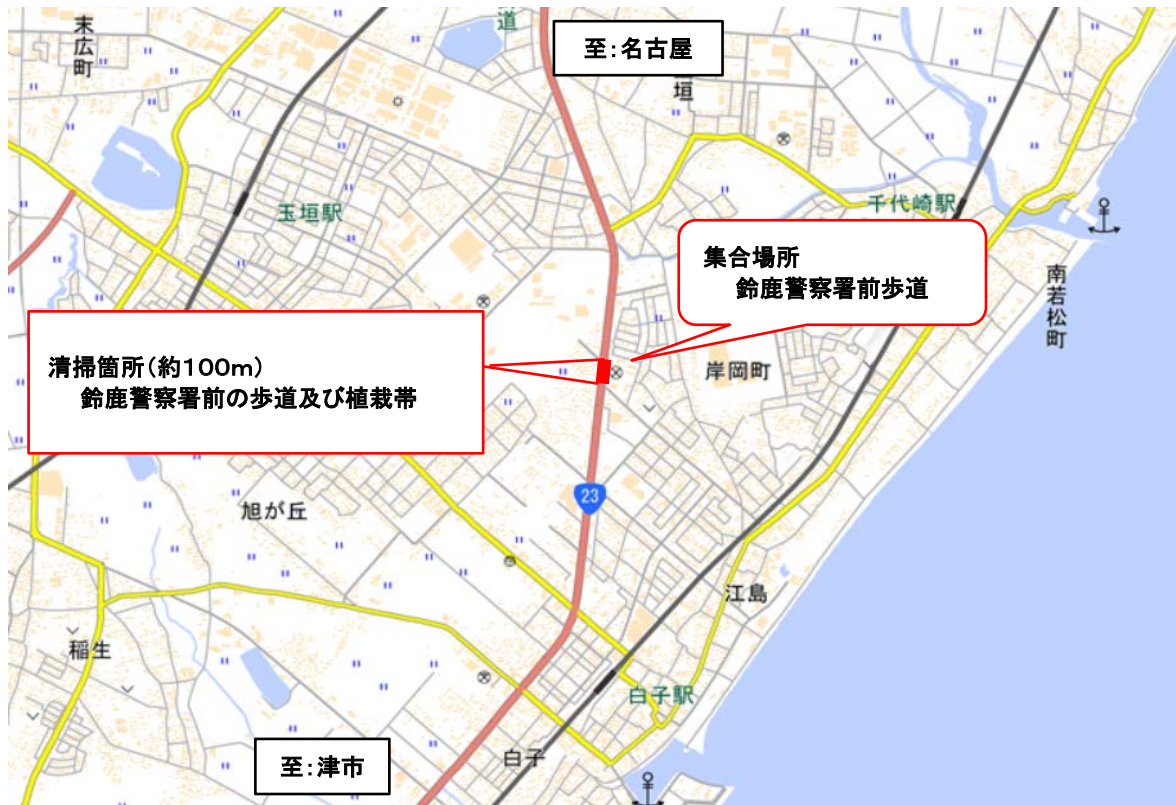 末広町
道
至：名古屋
垣
玉垣駅
千代崎駅
集合場所
鈴鹿警察署前歩道
南若松町
清掃箇所（約100m）
鈴鹿警察署前の歩道及び植栽帯
岸岡町
23
旭が丘
江島
稲生
白子駅
白子
至：津市